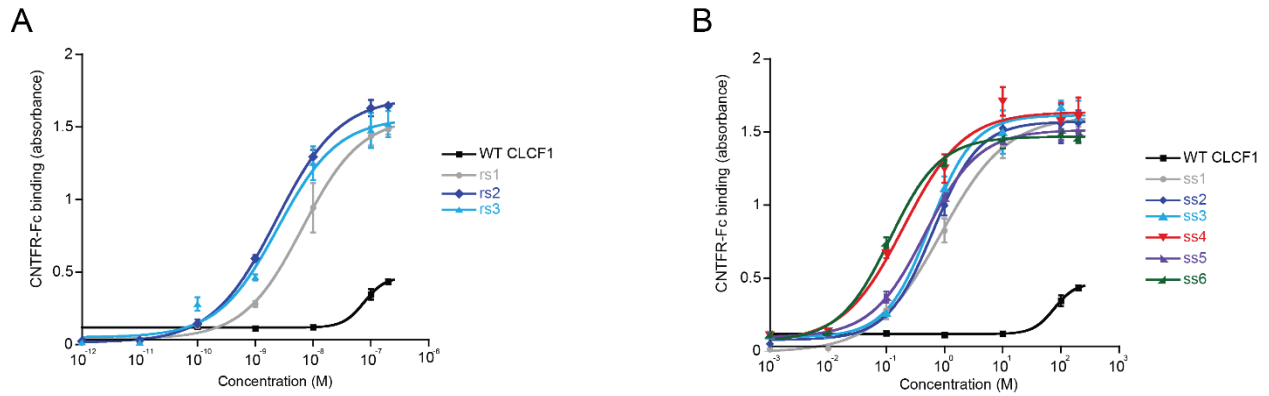 A
2
1.5
1
0.5
0
CNTFR-Fc binding (absorbance)
10⁻¹² 10⁻¹¹ 10⁻¹⁰ 10⁻⁹ 10⁻⁸ 10⁻⁷ 10⁻⁶
Concentration (M)
WT CLCF1
rs1
rs2
rs3
B
2
1.5
1
0.5
0
CNTFR-Fc binding (absorbance)
10⁻³ 10⁻² 10⁻¹ 10⁰ 10¹ 10² 10³
Concentration (M)
WT CLCF1
ss1
ss2
ss3
ss4
ss5
ss6